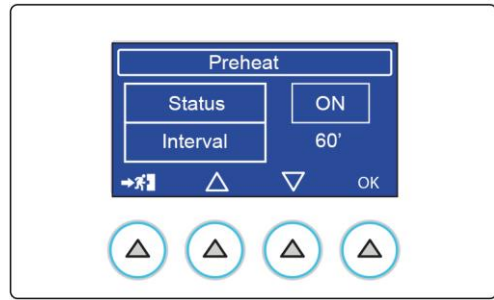 Preheat
Status ON
Interval 60’
OK